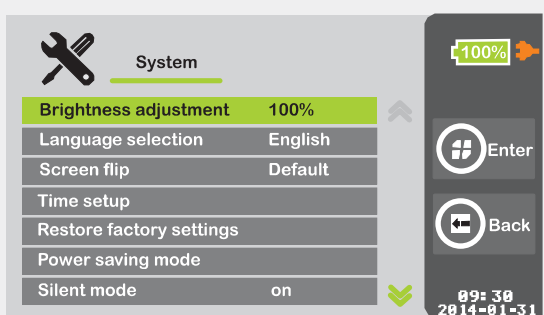 System
100%
Brightness adjustment 100%
Language selection English
Screen flip Default
Time setup
Restore factory settings
Power saving mode
Silent mode on
Enter
Back
09:30
2014-01-31